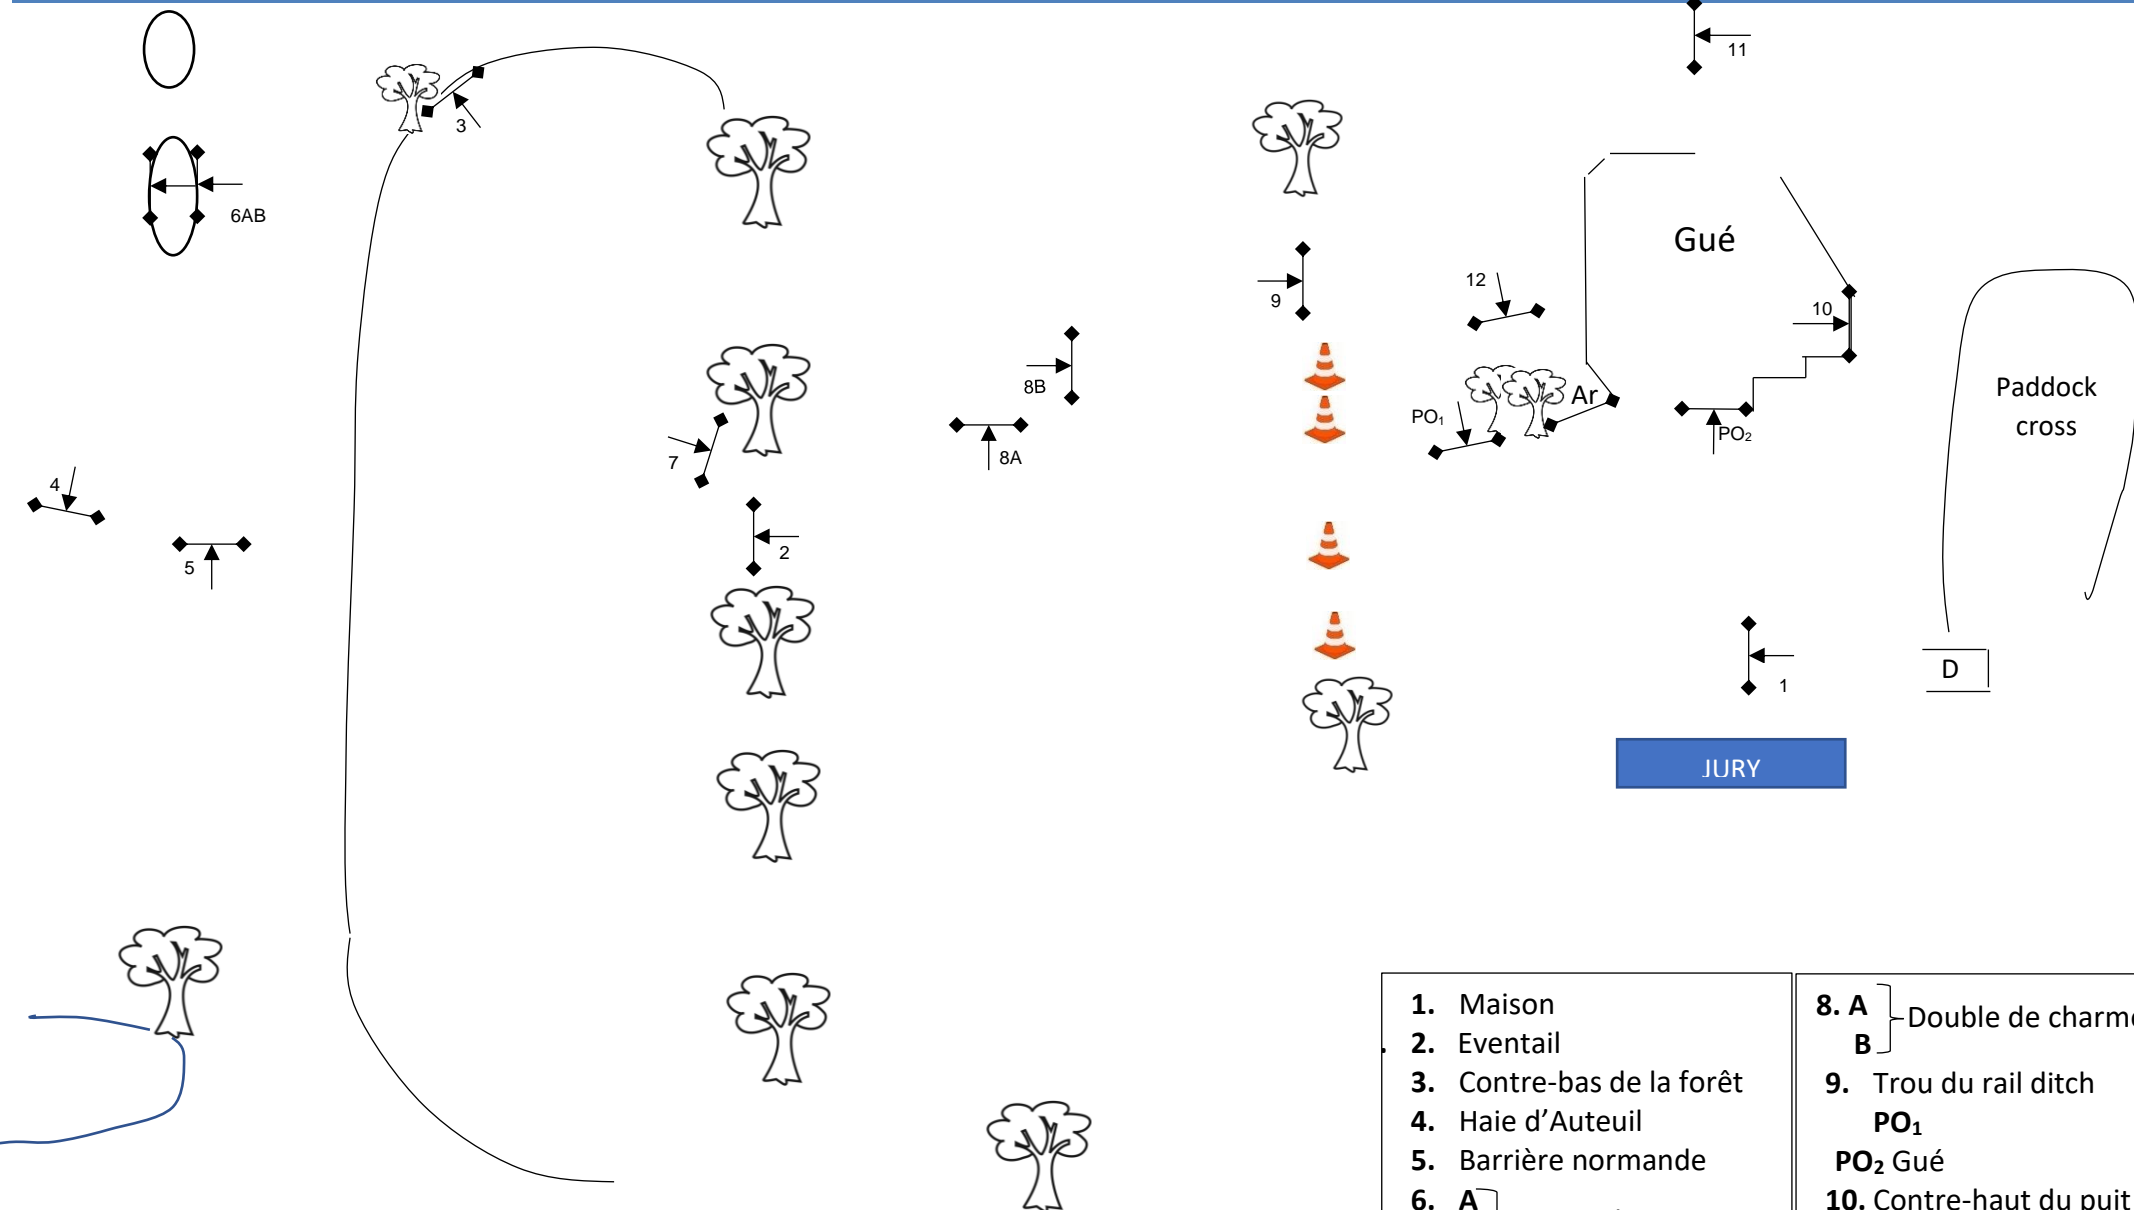 11
3
Gué
6AB
12
9
10
8B
Paddock
cross
Ar
PO₁
PO₂
7
8A
4
2
5
D
1
JURY
1. Maison
. 2. Eventail
3. Contre-bas de la forêt
4. Haie d'Auteuil
5. Barrière normande
6. A
8. A
Double de
B
9. Trou du rail ditch
PO₁
PO₂ Gué
10. Contre-haut du